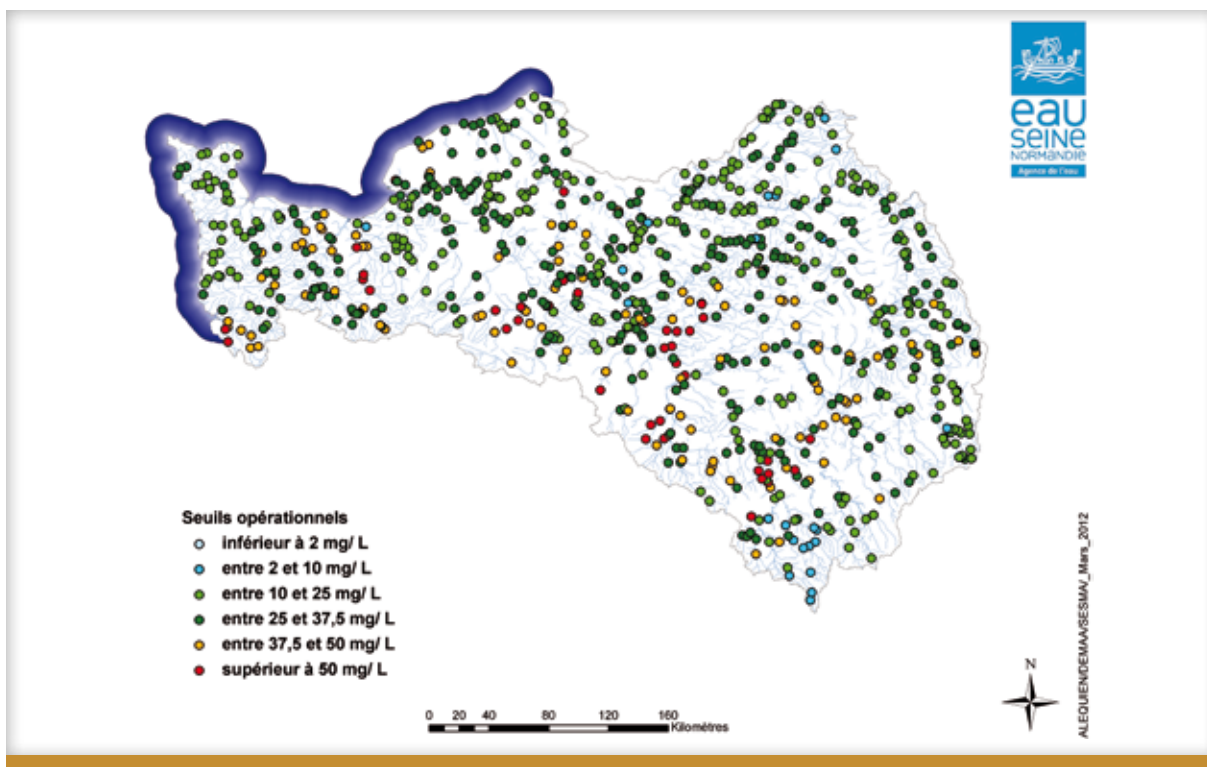 eau
SEINE
NORMANDIE
Agence de l'eau
Seuils opérationnels
inférieur à 2 mg/ L
entre 2 et 10 mg/ L
entre 10 et 25 mg/ L
entre 25 et 37,5 mg/ L
entre 37,5 et 50 mg/ L
supérieur à 50 mg/ L
0 20 40 80 120 160
Kilomètres
N
ALEQUIEN/DEMAA/SESMA/_Mars_2012